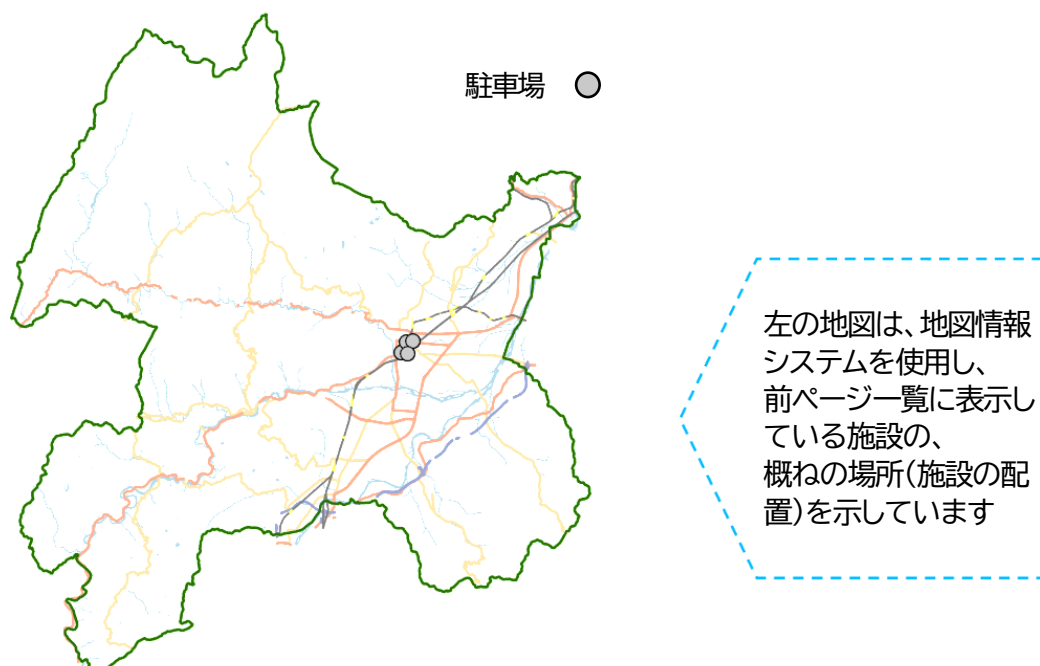 駐車場
左の地図は、地図情報
システムを使用し、
前ページ一覧に表示し
ている施設の、
概ねの場所(施設の配
置)を示しています